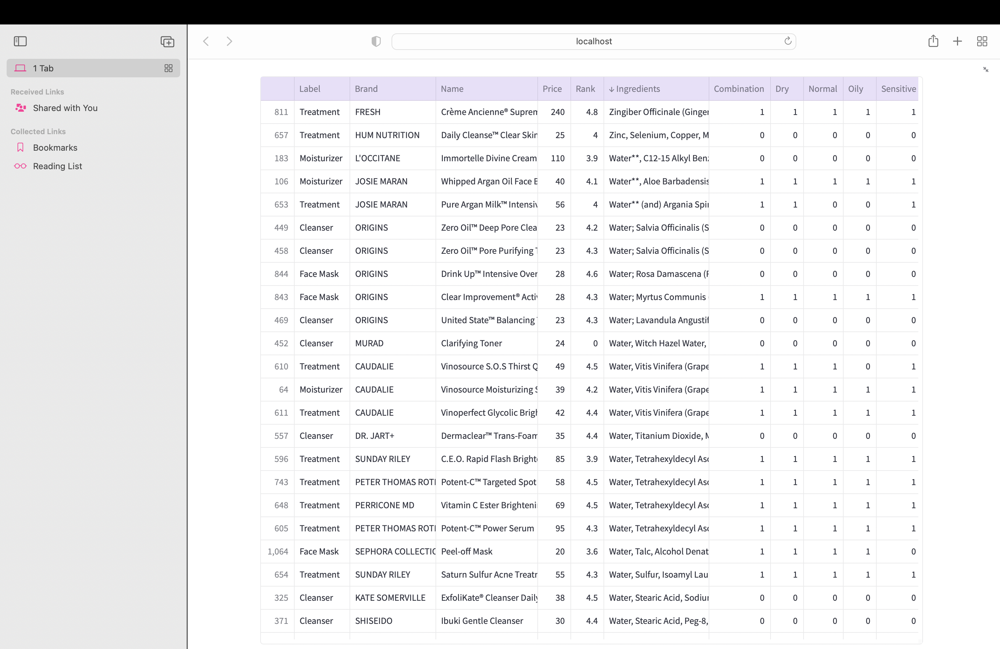 localhost
1 Tab
Received Links
Shared with You
Collected Links
Bookmarks
Reading List
Label Brand Name Price Rank ↓ Ingredients Combination Dry Normal Oily Sensitive
811 Treatment FRESH Crème Ancienne® Suprem 240 4.8 Zingiber Officinale (Ginger 1 1 1 1 1
657 Treatment HUM NUTRITION Daily Cleanse™ Clear Skin 25 4 Zinc, Selenium, Copper, M 0 0 0 0 0
183 Moisturizer L'OCCITANE Immortelle Divine Cream 110 3.9 Water**, C12-15 Alkyl Benz 0 0 0 0 0
106 Moisturizer JOSIE MARAN Whipped Argan Oil Face B 40 4.1 Water**, Aloe Barbadensis 1 1 1 1 1
653 Treatment JOSIE MARAN Pure Argan Milk™ Intensiv 56 4 Water** (and) Argania Spin 1 1 0 0 1
449 Cleanser ORIGINS Zero Oil™ Deep Pore Clea 23 4.2 Water; Salvia Officinalis (S 0 0 0 0 0
458 Cleanser ORIGINS Zero Oil™ Pore Purifying T 23 4.3 Water; Salvia Officinalis (S 0 0 0 0 0
844 Face Mask ORIGINS Drink Up™ Intensive Over 28 4.6 Water; Rosa Damascena (F 0 0 0 0 0
843 Face Mask ORIGINS Clear Improvement® Activ 28 4.3 Water; Myrtus Communis 1 1 1 1 1
469 Cleanser ORIGINS United State™ Balancing T 23 4.3 Water; Lavandula Angustif 0 0 0 0 0
452 Cleanser MURAD Clarifying Toner 24 0 Water, Witch Hazel Water, 0 0 0 0 0
610 Treatment CAUDALIE Vinosource S.O.S Thirst Q 49 4.5 Water, Vitis Vinifera (Grape 1 1 1 0 1
64 Moisturizer CAUDALIE Vinosource Moisturizing S 39 4.2 Water, Vitis Vinifera (Grape 1 1 1 1 1
611 Treatment CAUDALIE Vinoperfect Glycolic Brigh 42 4.4 Water, Vitis Vinifera (Grape 1 1 1 1 1
557 Cleanser DR. JART+ Dermaclear™ Trans-Foam 35 4.4 Water, Titanium Dioxide, M 0 0 0 0 0
596 Treatment SUNDAY RILEY C.E.O. Rapid Flash Brighte 85 3.9 Water, Tetrahexyldecyl Asc 1 1 1 1 1
743 Treatment PETER THOMAS ROTH Potent-C™ Targeted Spot 58 4.5 Water, Tetrahexyldecyl Asc 1 1 1 1 1
648 Treatment PERRICONE MD Vitamin C Ester Brightenin 69 4.5 Water, Tetrahexyldecyl Asc 1 1 1 1 1
605 Treatment PETER THOMAS ROTH Potent-C™ Power Serum 95 4.3 Water, Tetrahexyldecyl Asc 1 1 1 1 1
1,064 Face Mask SEPHORA COLLECTIO Peel-off Mask 20 3.6 Water, Talc, Alcohol Denat 1 1 1 1 0
654 Treatment SUNDAY RILEY Saturn Sulfur Acne Treatm 55 4.3 Water, Sulfur, Isoamyl Lau 1 1 1 1 1
325 Cleanser KATE SOMERVILLE ExfoliKate® Cleanser Daily 38 4.5 Water, Stearic Acid, Sodiun 0 0 0 0 0
371 Cleanser SHISEIDO Ibuki Gentle Cleanser 30 4.4 Water, Stearic Acid, Peg-8, 0 0 0 0 0